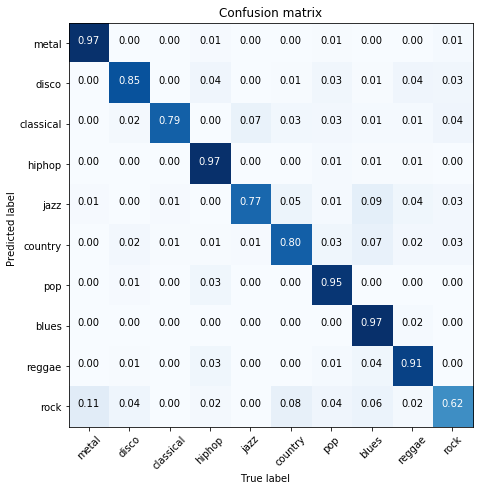 Confusion matrix
metal 0.97 0.00 0.00 0.01 0.00 0.00 0.01 0.00 0.00 0.01
disco 0.00 0.85 0.00 0.04 0.00 0.01 0.03 0.01 0.04 0.03
classical 0.00 0.02 0.79 0.00 0.07 0.03 0.03 0.01 0.01 0.04
hiphop 0.00 0.00 0.00 0.97 0.00 0.00 0.01 0.01 0.01 0.00
jazz 0.01 0.00 0.01 0.00 0.77 0.05 0.01 0.09 0.04 0.03
country 0.00 0.02 0.01 0.01 0.01 0.80 0.03 0.07 0.02 0.03
pop 0.00 0.01 0.00 0.03 0.00 0.00 0.95 0.00 0.00 0.00
blues 0.00 0.00 0.00 0.00 0.00 0.00 0.00 0.97 0.02 0.00
reggae 0.00 0.01 0.00 0.03 0.00 0.00 0.01 0.04 0.91 0.00
rock 0.11 0.04 0.00 0.02 0.00 0.08 0.04 0.06 0.02 0.62
metal disco classical hiphop jazz country pop blues reggae rock
True label
Predicted label